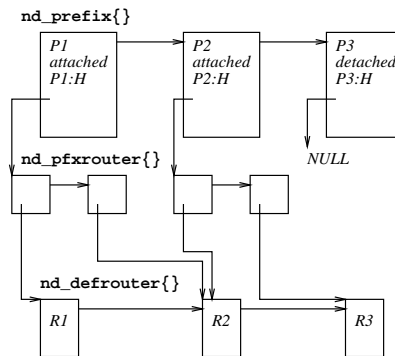 nd_prefix{}
P1
attached
P1:H
P2
attached
P2:H
P3
detached
P3:H
NULL
nd_pfxrouter{}
nd_defrouter{}
R1
R2
R3